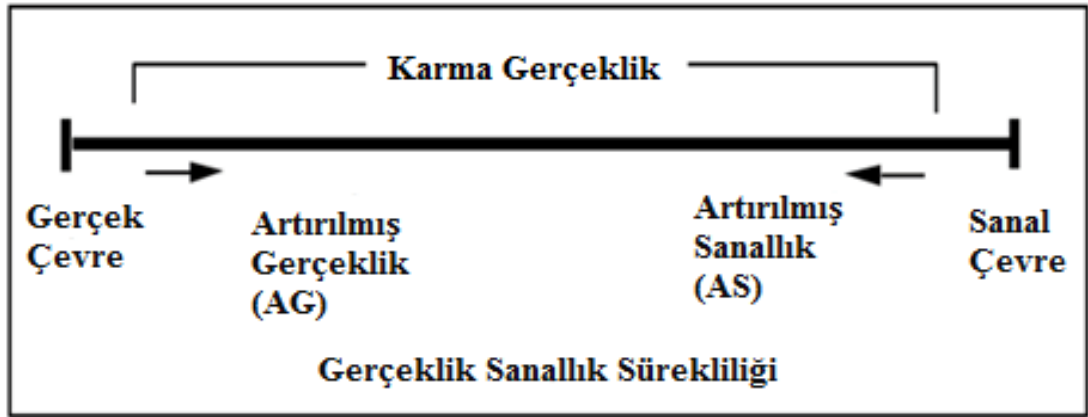 Karma Gerçeklik
Gerçek
Çevre
Artırılmış
Gerçeklik
(AG)
Artırılmış
Sanallık
(AS)
Sanal
Çevre
Gerçeklik Sanallık Sürekliliği